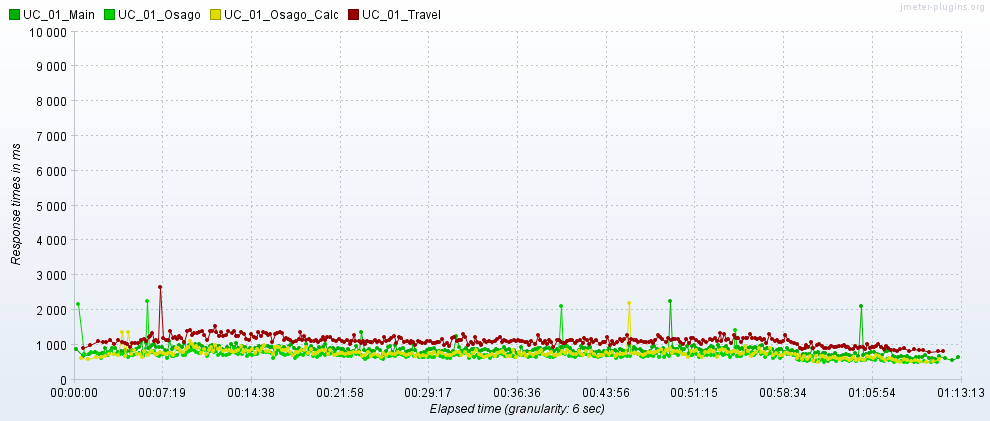 UC_01_Main UC_01_Osago UC_01_Osago_Calc UC_01_Travel
jmeter-plugins.org
10 000
9 000
8 000
7 000
6 000
5 000
4 000
3 000
2 000
1 000
0
Response times in ms
00:00:00 00:07:19 00:14:38 00:21:58 00:29:17 00:36:36 00:43:56 00:51:15 00:58:34 01:05:54 01:13:13
Elapsed time (granularity: 6 sec)